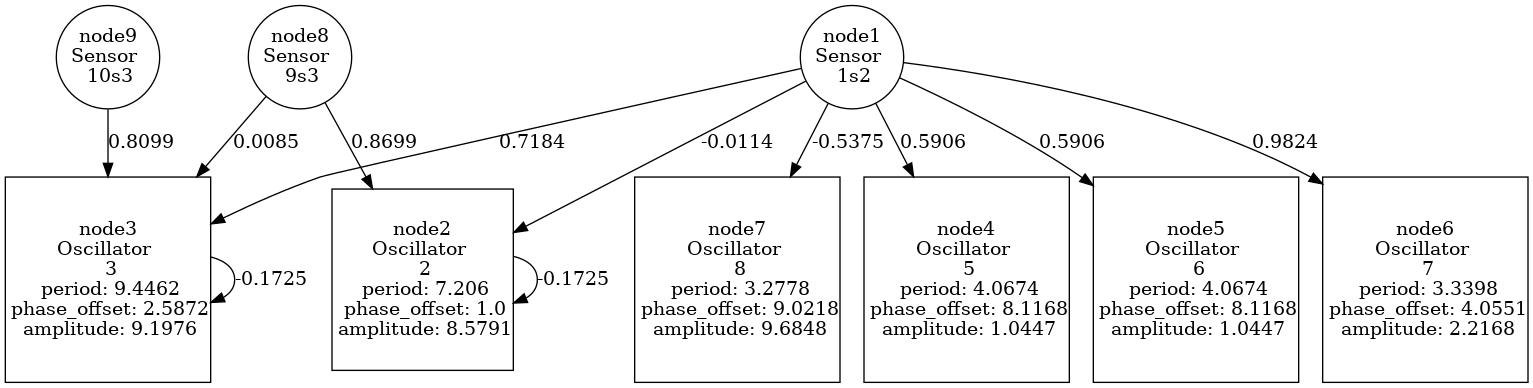 node9
Sensor
10s3
node8
Sensor
9s3
node1
Sensor
1s2
0.8099
0.0085
0.8699
0.7184
-0.0114
-0.5375
0.5906
0.5906
0.9824
node3
Oscillator
3
period: 9.4462
phase_offset: 2.5872
amplitude: 9.1976
-0.1725
node2
Oscillator
2
period: 7.206
phase_offset: 1.0
amplitude: 8.5791
-0.1725
node7
Oscillator
8
period: 3.2778
phase_offset: 9.0218
amplitude: 9.6848
node4
Oscillator
5
period: 4.0674
phase_offset: 8.1168
amplitude: 1.0447
node5
Oscillator
6
period: 4.0674
phase_offset: 8.1168
amplitude: 1.0447
node6
Oscillator
7
period: 3.3398
phase_offset: 4.0551
amplitude: 2.2168